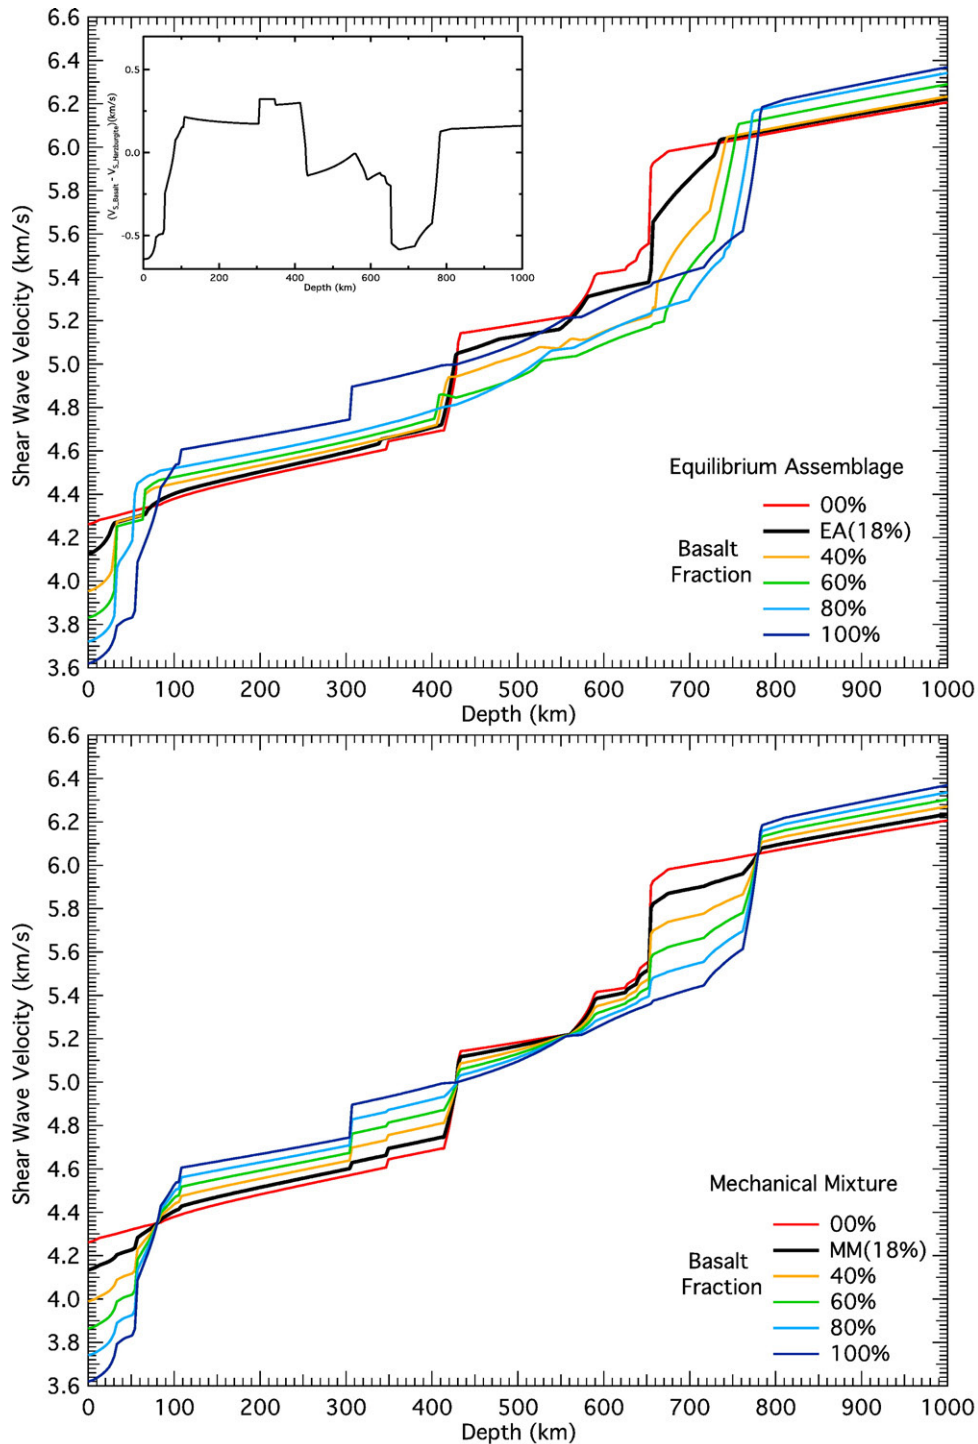 6.6
6.4
6.2
6.0
5.8
5.6
5.4
5.2
5.0
4.8
4.6
4.4
4.2
4.0
3.8
3.6
Shear Wave Velocity (km/s)
0.5
0.0
-0.5
(V_S_Basalt - V_S_Harzburgite)(km/s)
0 200 400 600 800 1000
Depth (km)
Equilibrium Assemblage
Basalt
Fraction
00%
EA(18%)
40%
60%
80%
100%
0 100 200 300 400 500 600 700 800 900 1000
Depth (km)
6.6
6.4
6.2
6.0
5.8
5.6
5.4
5.2
5.0
4.8
4.6
4.4
4.2
4.0
3.8
3.6
Shear Wave Velocity (km/s)
Mechanical Mixture
Basalt
Fraction
00%
MM(18%)
40%
60%
80%
100%
0 100 200 300 400 500 600 700 800 900 1000
Depth (km)